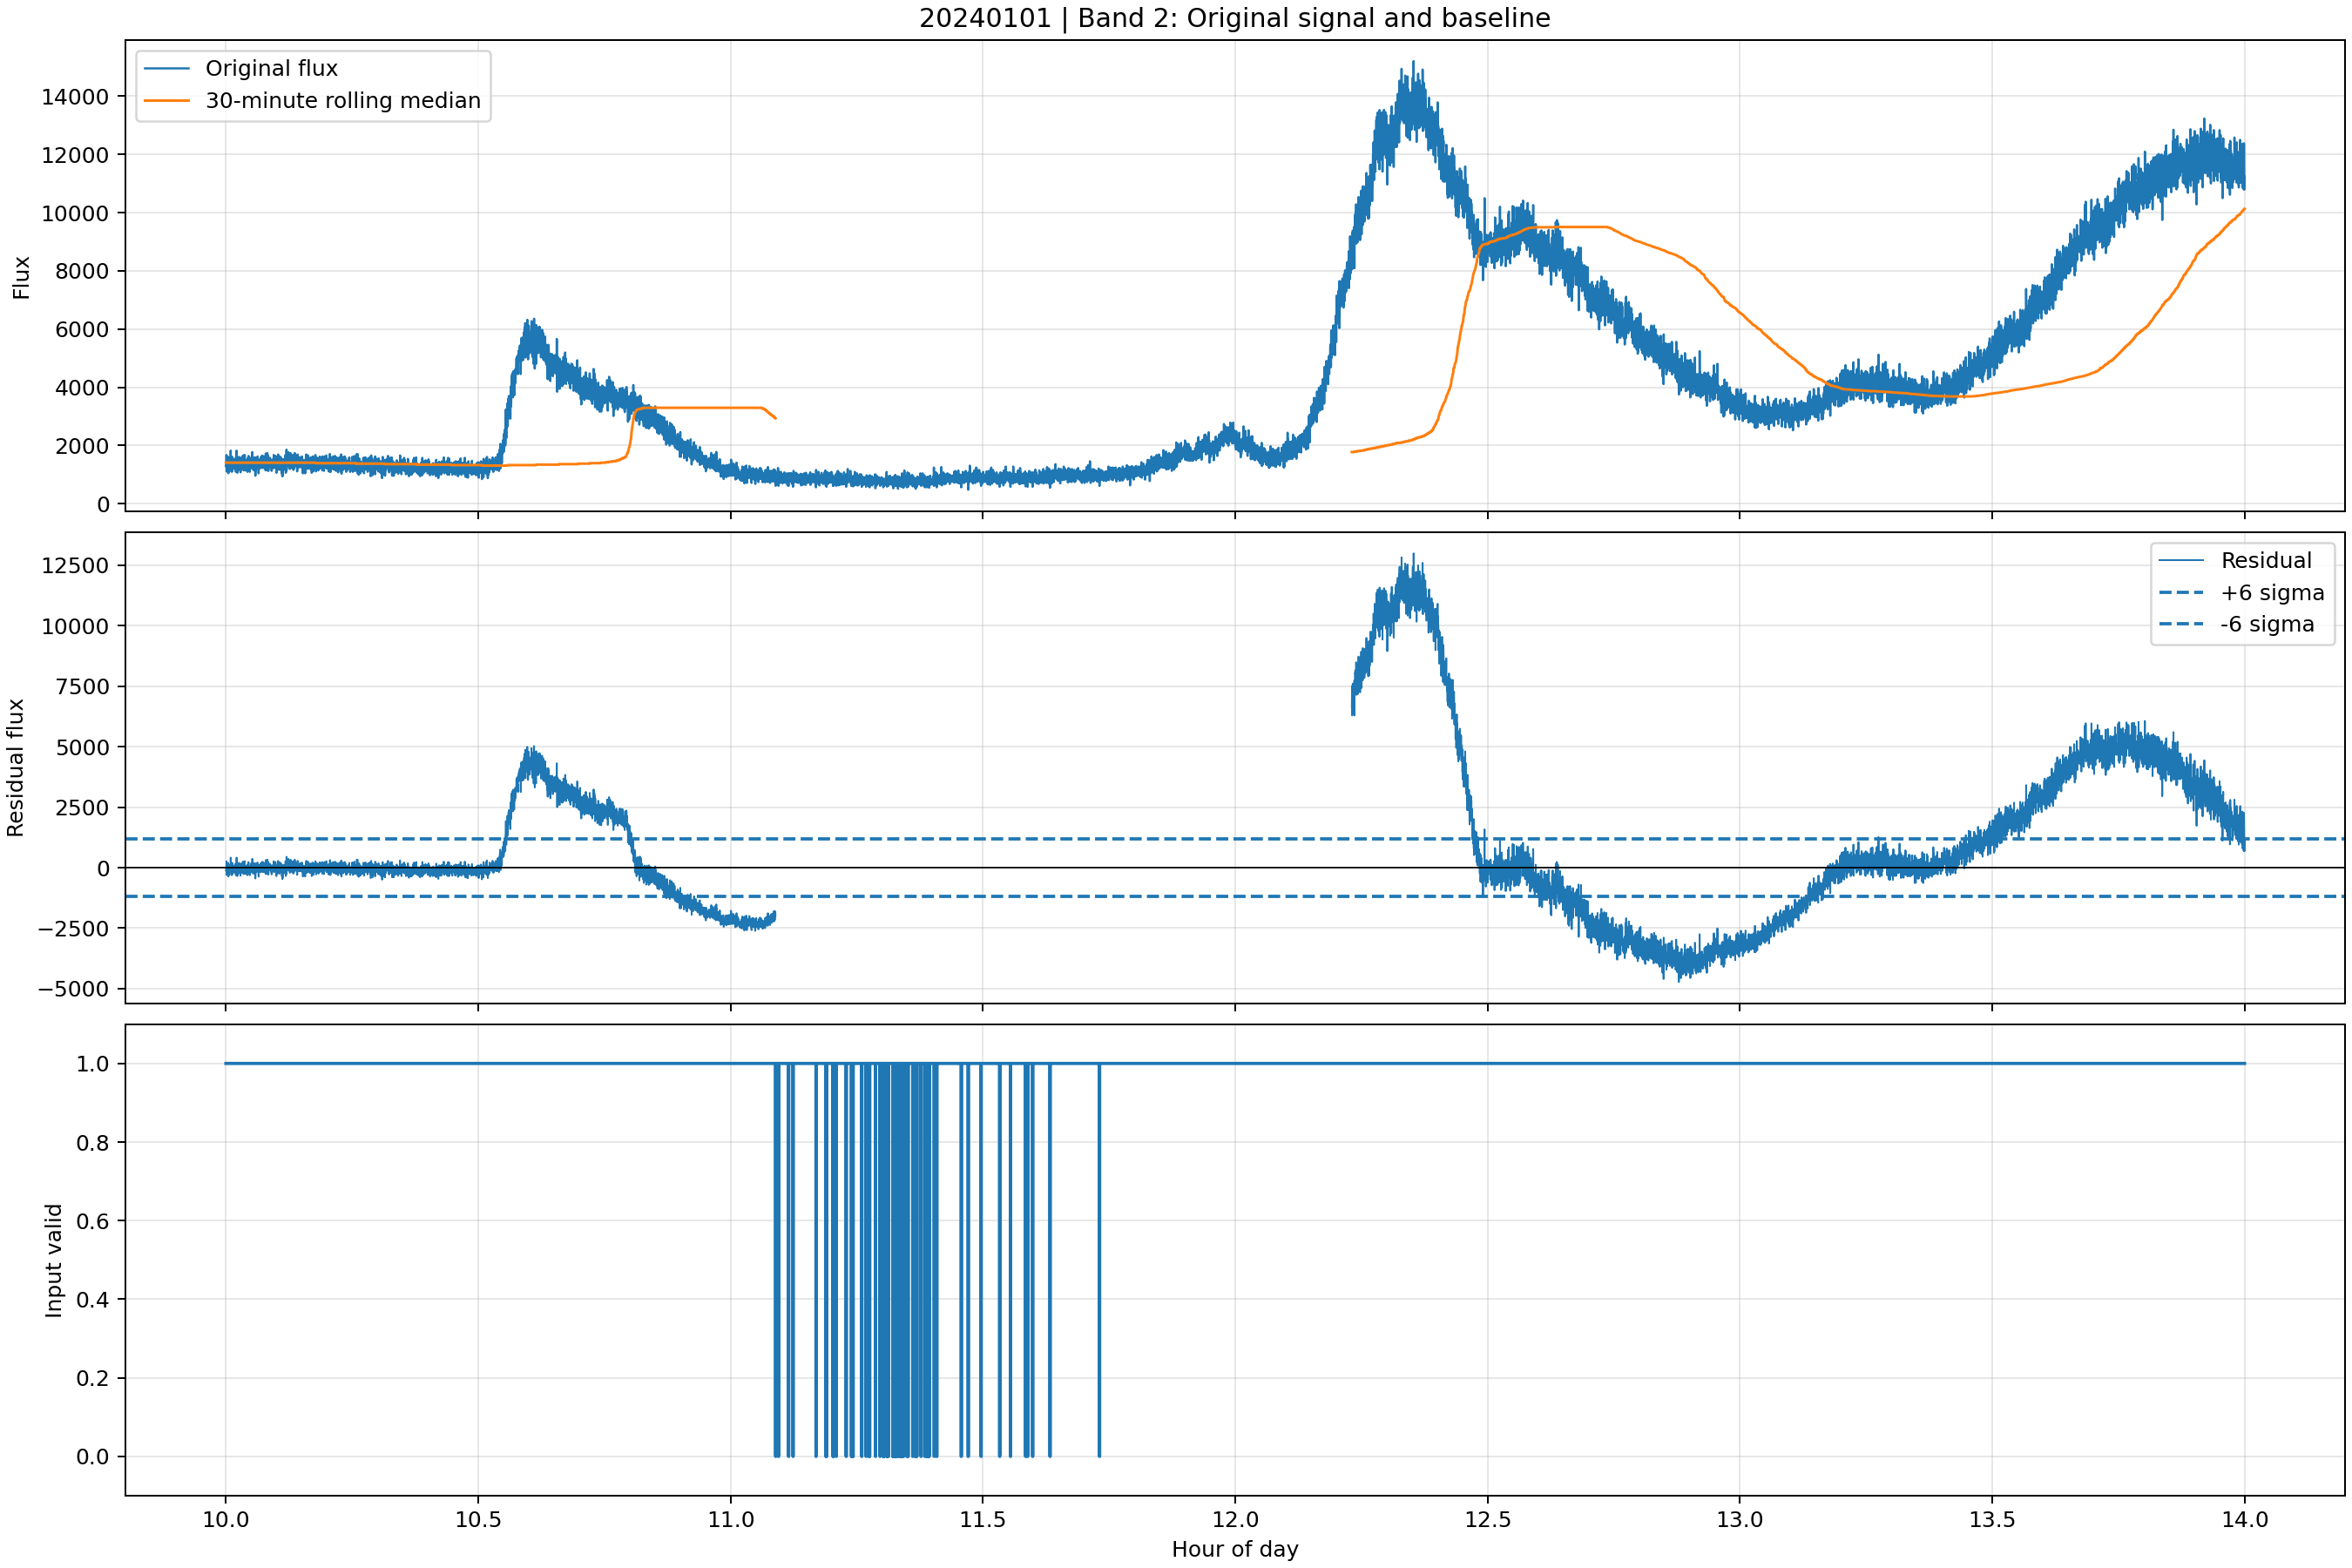 20240101 | Band 2: Original signal and baseline
Original flux
30-minute rolling median
Flux
14000
12000
10000
8000
6000
4000
2000
0
Residual
+6 sigma
-6 sigma
Residual flux
12500
10000
7500
5000
2500
0
−2500
−5000
Input valid
1.0
0.8
0.6
0.4
0.2
0.0
10.0 10.5 11.0 11.5 12.0 12.5 13.0 13.5 14.0
Hour of day